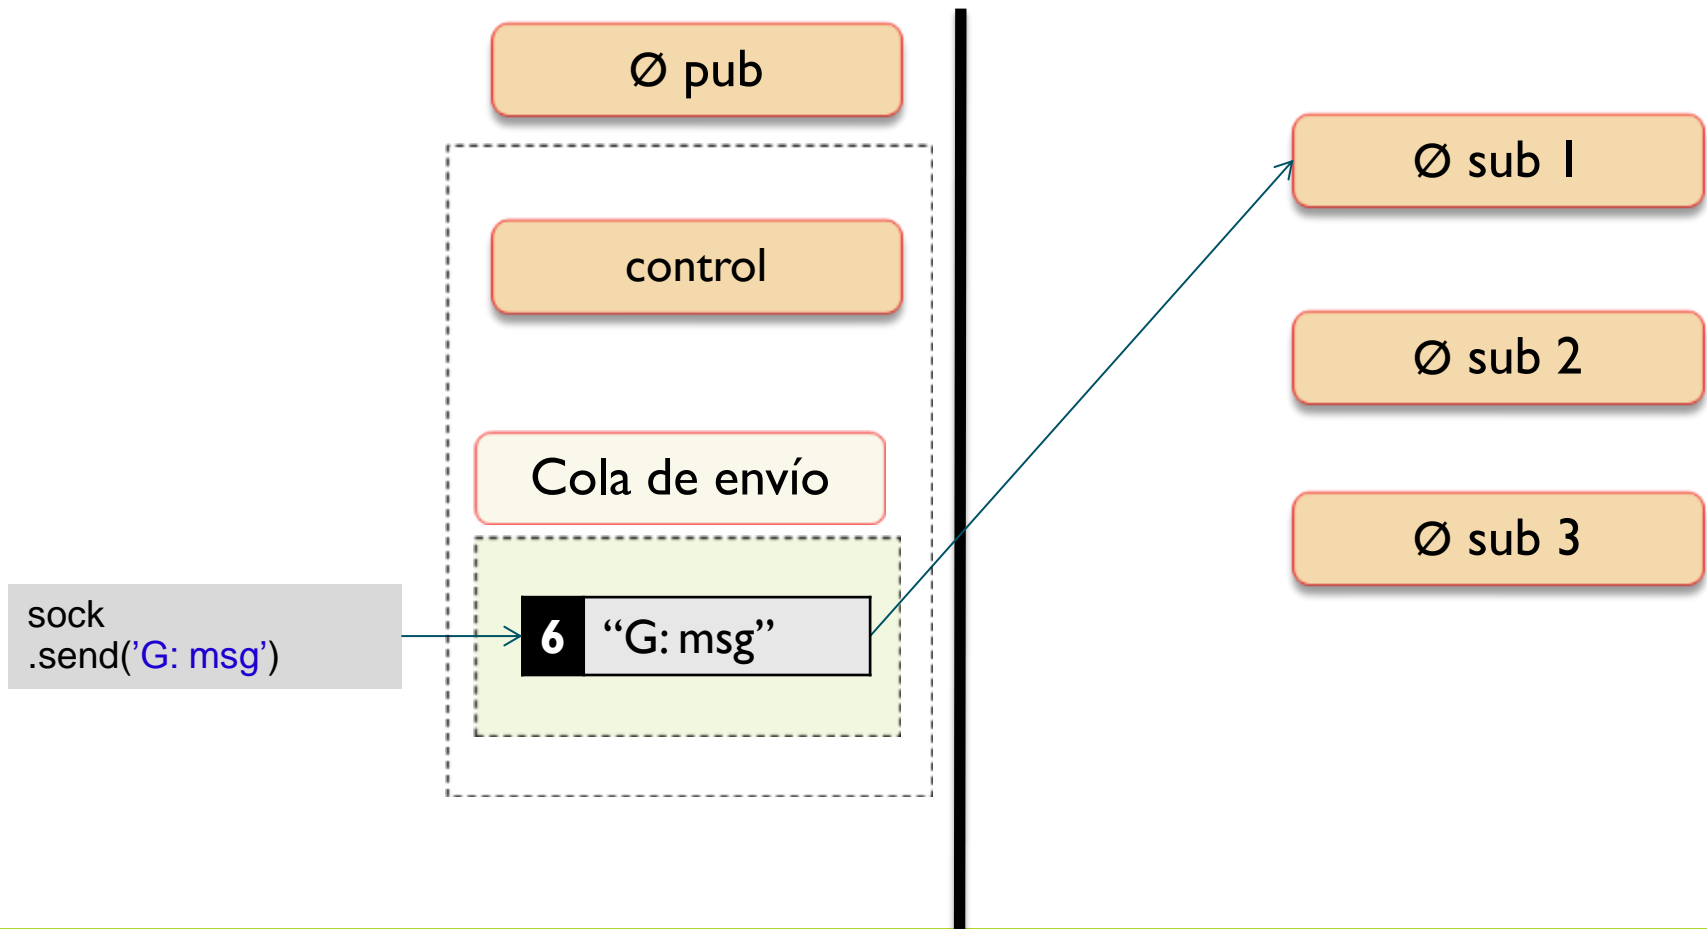 Ø pub
control
Cola de envío
sock
.send(’G: msg’)
6 “G: msg”
Ø sub 1
Ø sub 2
Ø sub 3